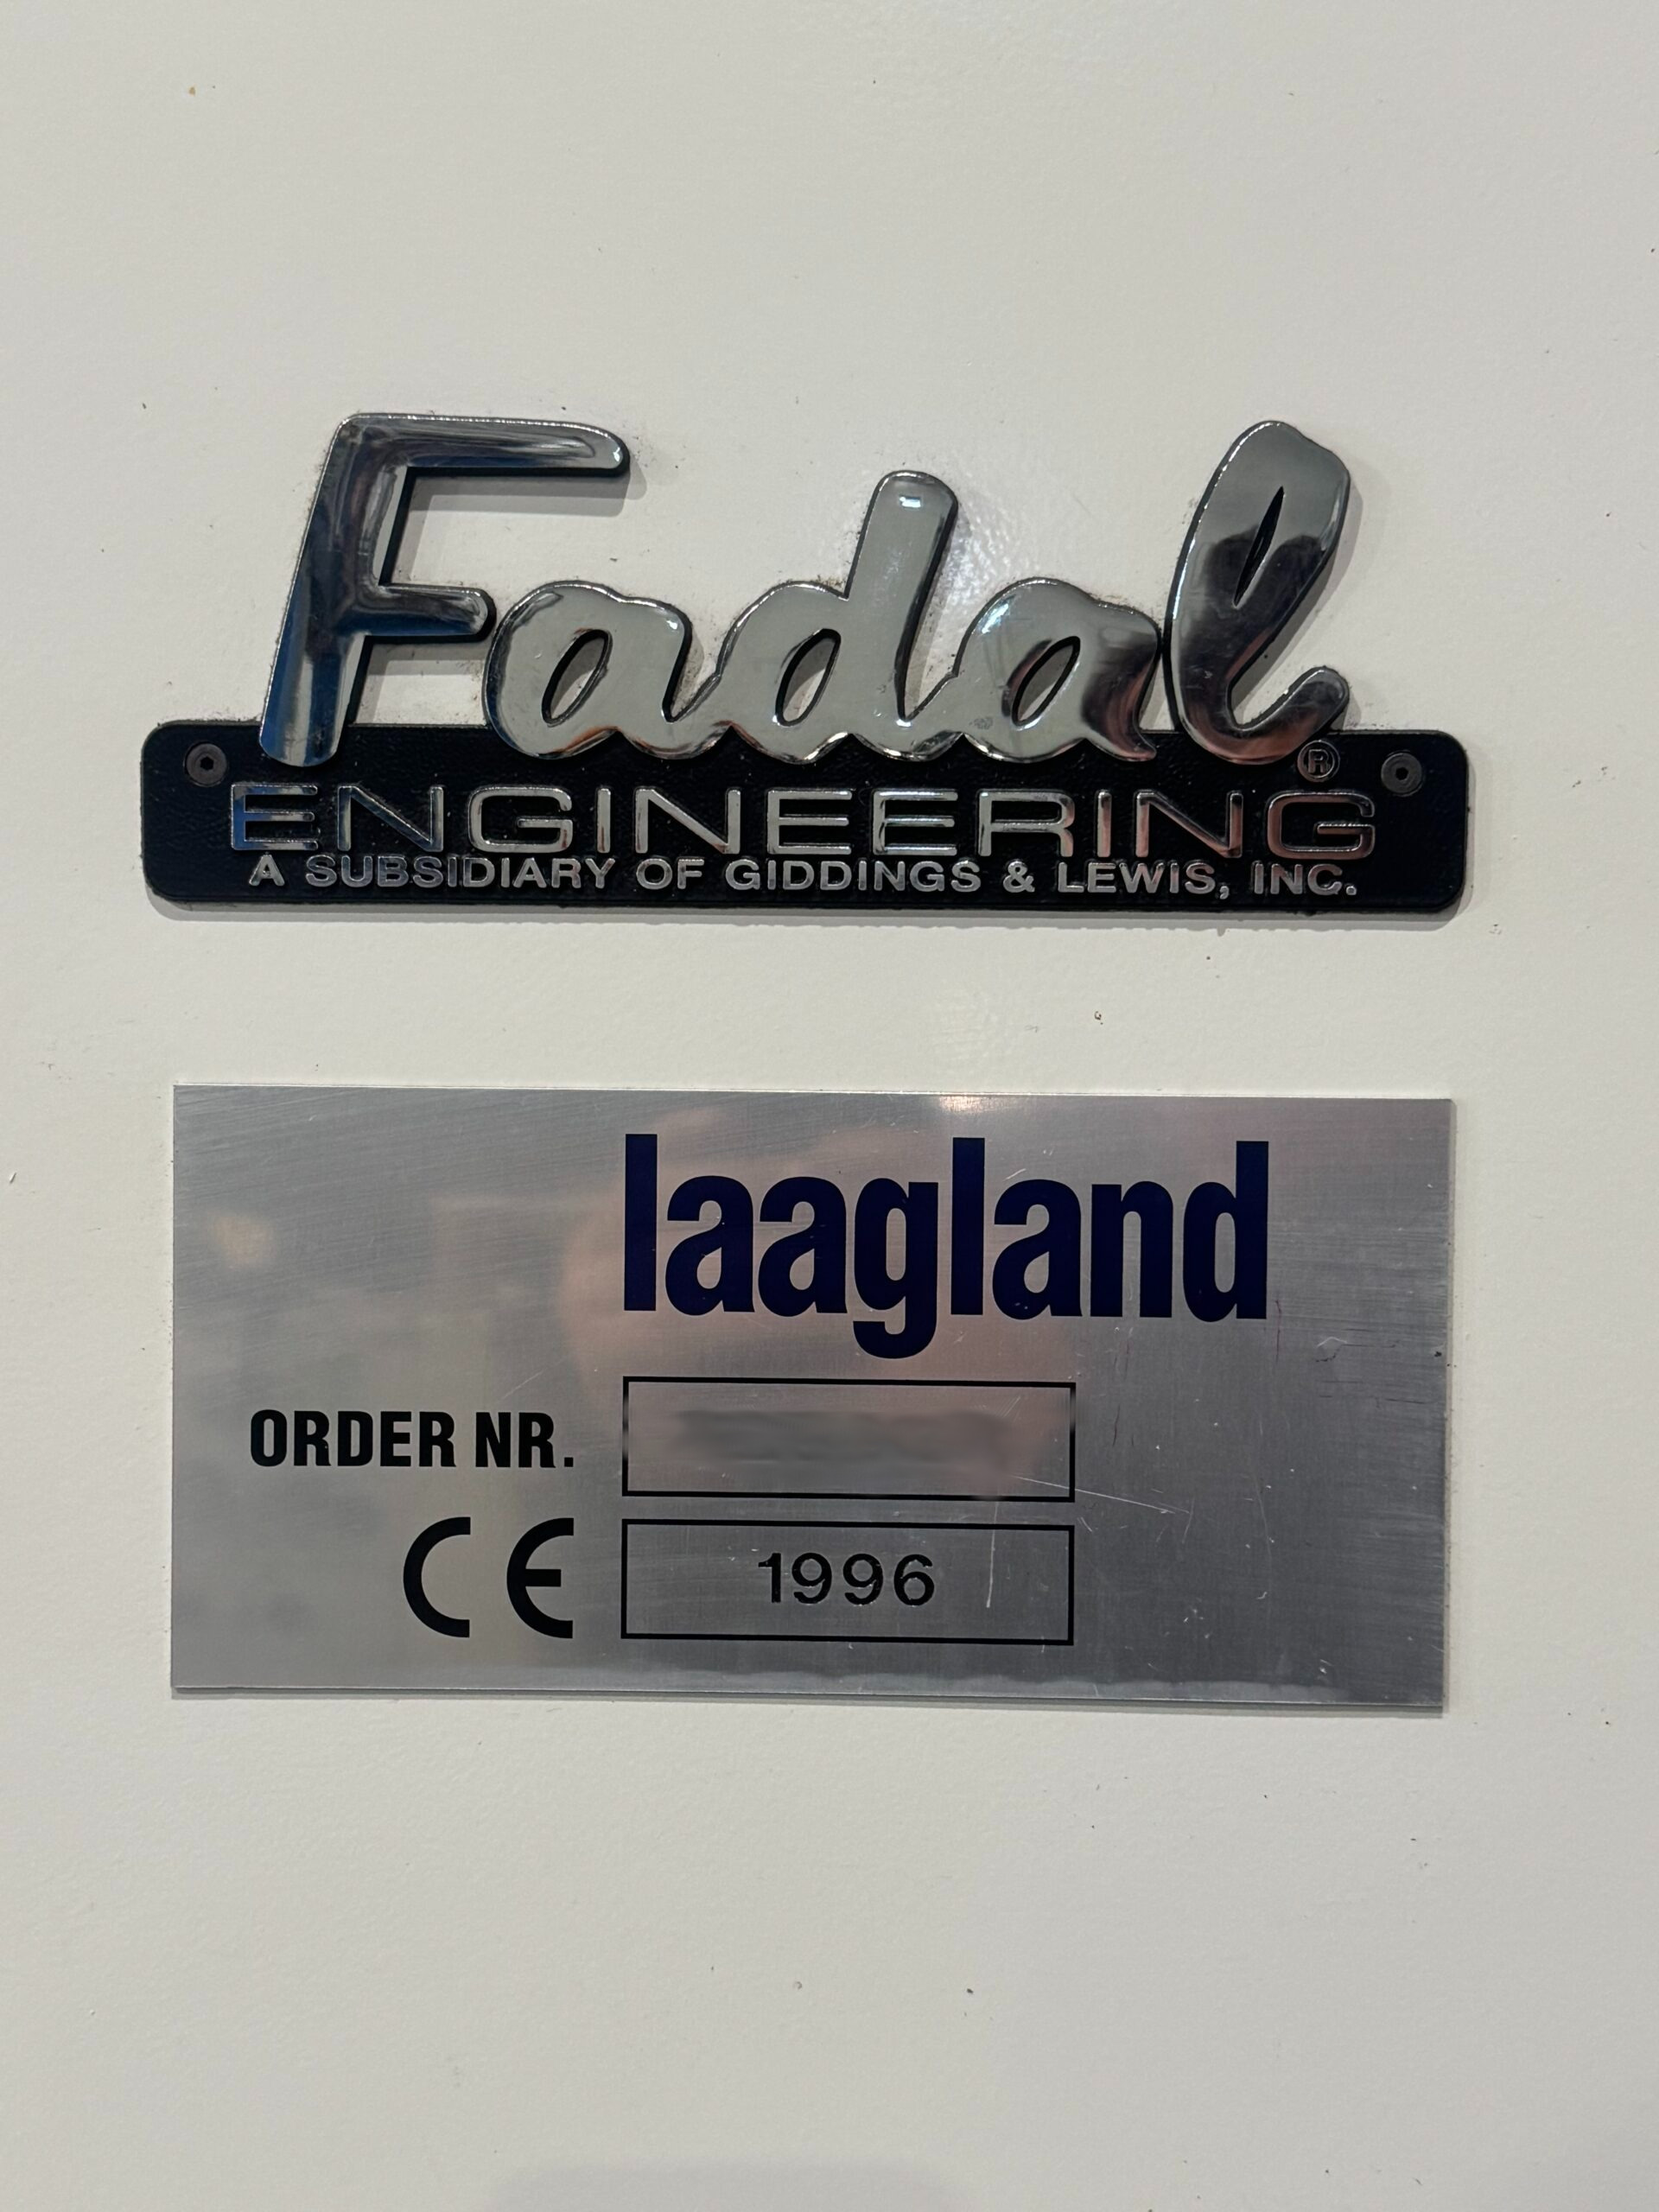 Fadal®
ENGINEERING
A SUBSIDIARY OF GIDDINGS & LEWIS, INC.
laagland
ORDER NR.
CE 1996